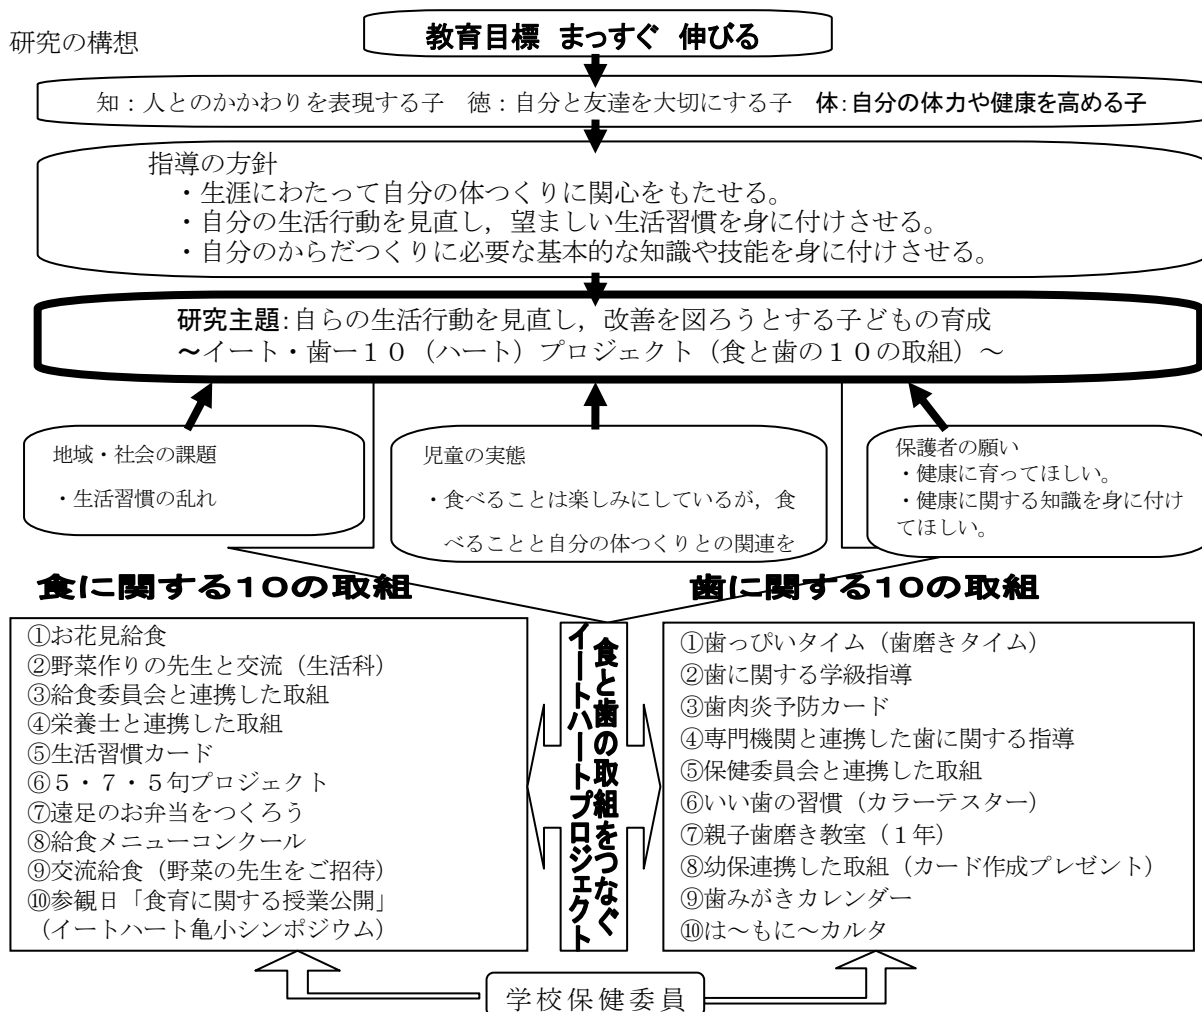 研究の構想
教育目標 まっすぐ 伸びる
知：人とのかかわりを表現する子 徳：自分と友達を大切にする子 体：自分の体力や健康を高める子
指導の方針
・生涯にわたって自分の体つくりに関心をもたせる。
・自分の生活行動を見直し，望ましい生活習慣を身に付けさせる。
・自分のからだつくりに必要な基本的な知識や技能を身に付けさせる。
研究主題：自らの生活行動を見直し，改善を図ろうとする子どもの育成
～イート・歯ー１０（ハート）プロジェクト（食と歯の１０の取組）～
地域・社会の課題
・生活習慣の乱れ
児童の実態
・食べることは楽しみにしているが，食
べることと自分の体つくりとの関連を
保護者の願い
・健康に育ってほしい。
・健康に関する知識を身に付け
てほしい。
食に関する10の取組
①お花見給食
②野菜作りの先生と交流（生活科）
③給食委員会と連携した取組
④栄養士と連携した取組
⑤生活習慣カード
⑥５・７・５句プロジェクト
⑦遠足のお弁当をつくろう
⑧給食メニューコンクール
⑨交流給食（野菜の先生をご招待）
⑩参観日「食育に関する授業公開」
（イートハート亀小シンポジウム）
食と歯の取組をつなぐ
イートハートプロジェクト
歯に関する10の取組
①歯っぴいタイム（歯磨きタイム）
②歯に関する学級指導
③歯肉炎予防カード
④専門機関と連携した歯に関する指導
⑤保健委員会と連携した取組
⑥いい歯の習慣（カラーテスター）
⑦親子歯磨き教室（１年）
⑧幼保連携した取組（カード作成プレゼント）
⑨歯みがきカレンダー
⑩は～もに～カルタ
学校保健委員